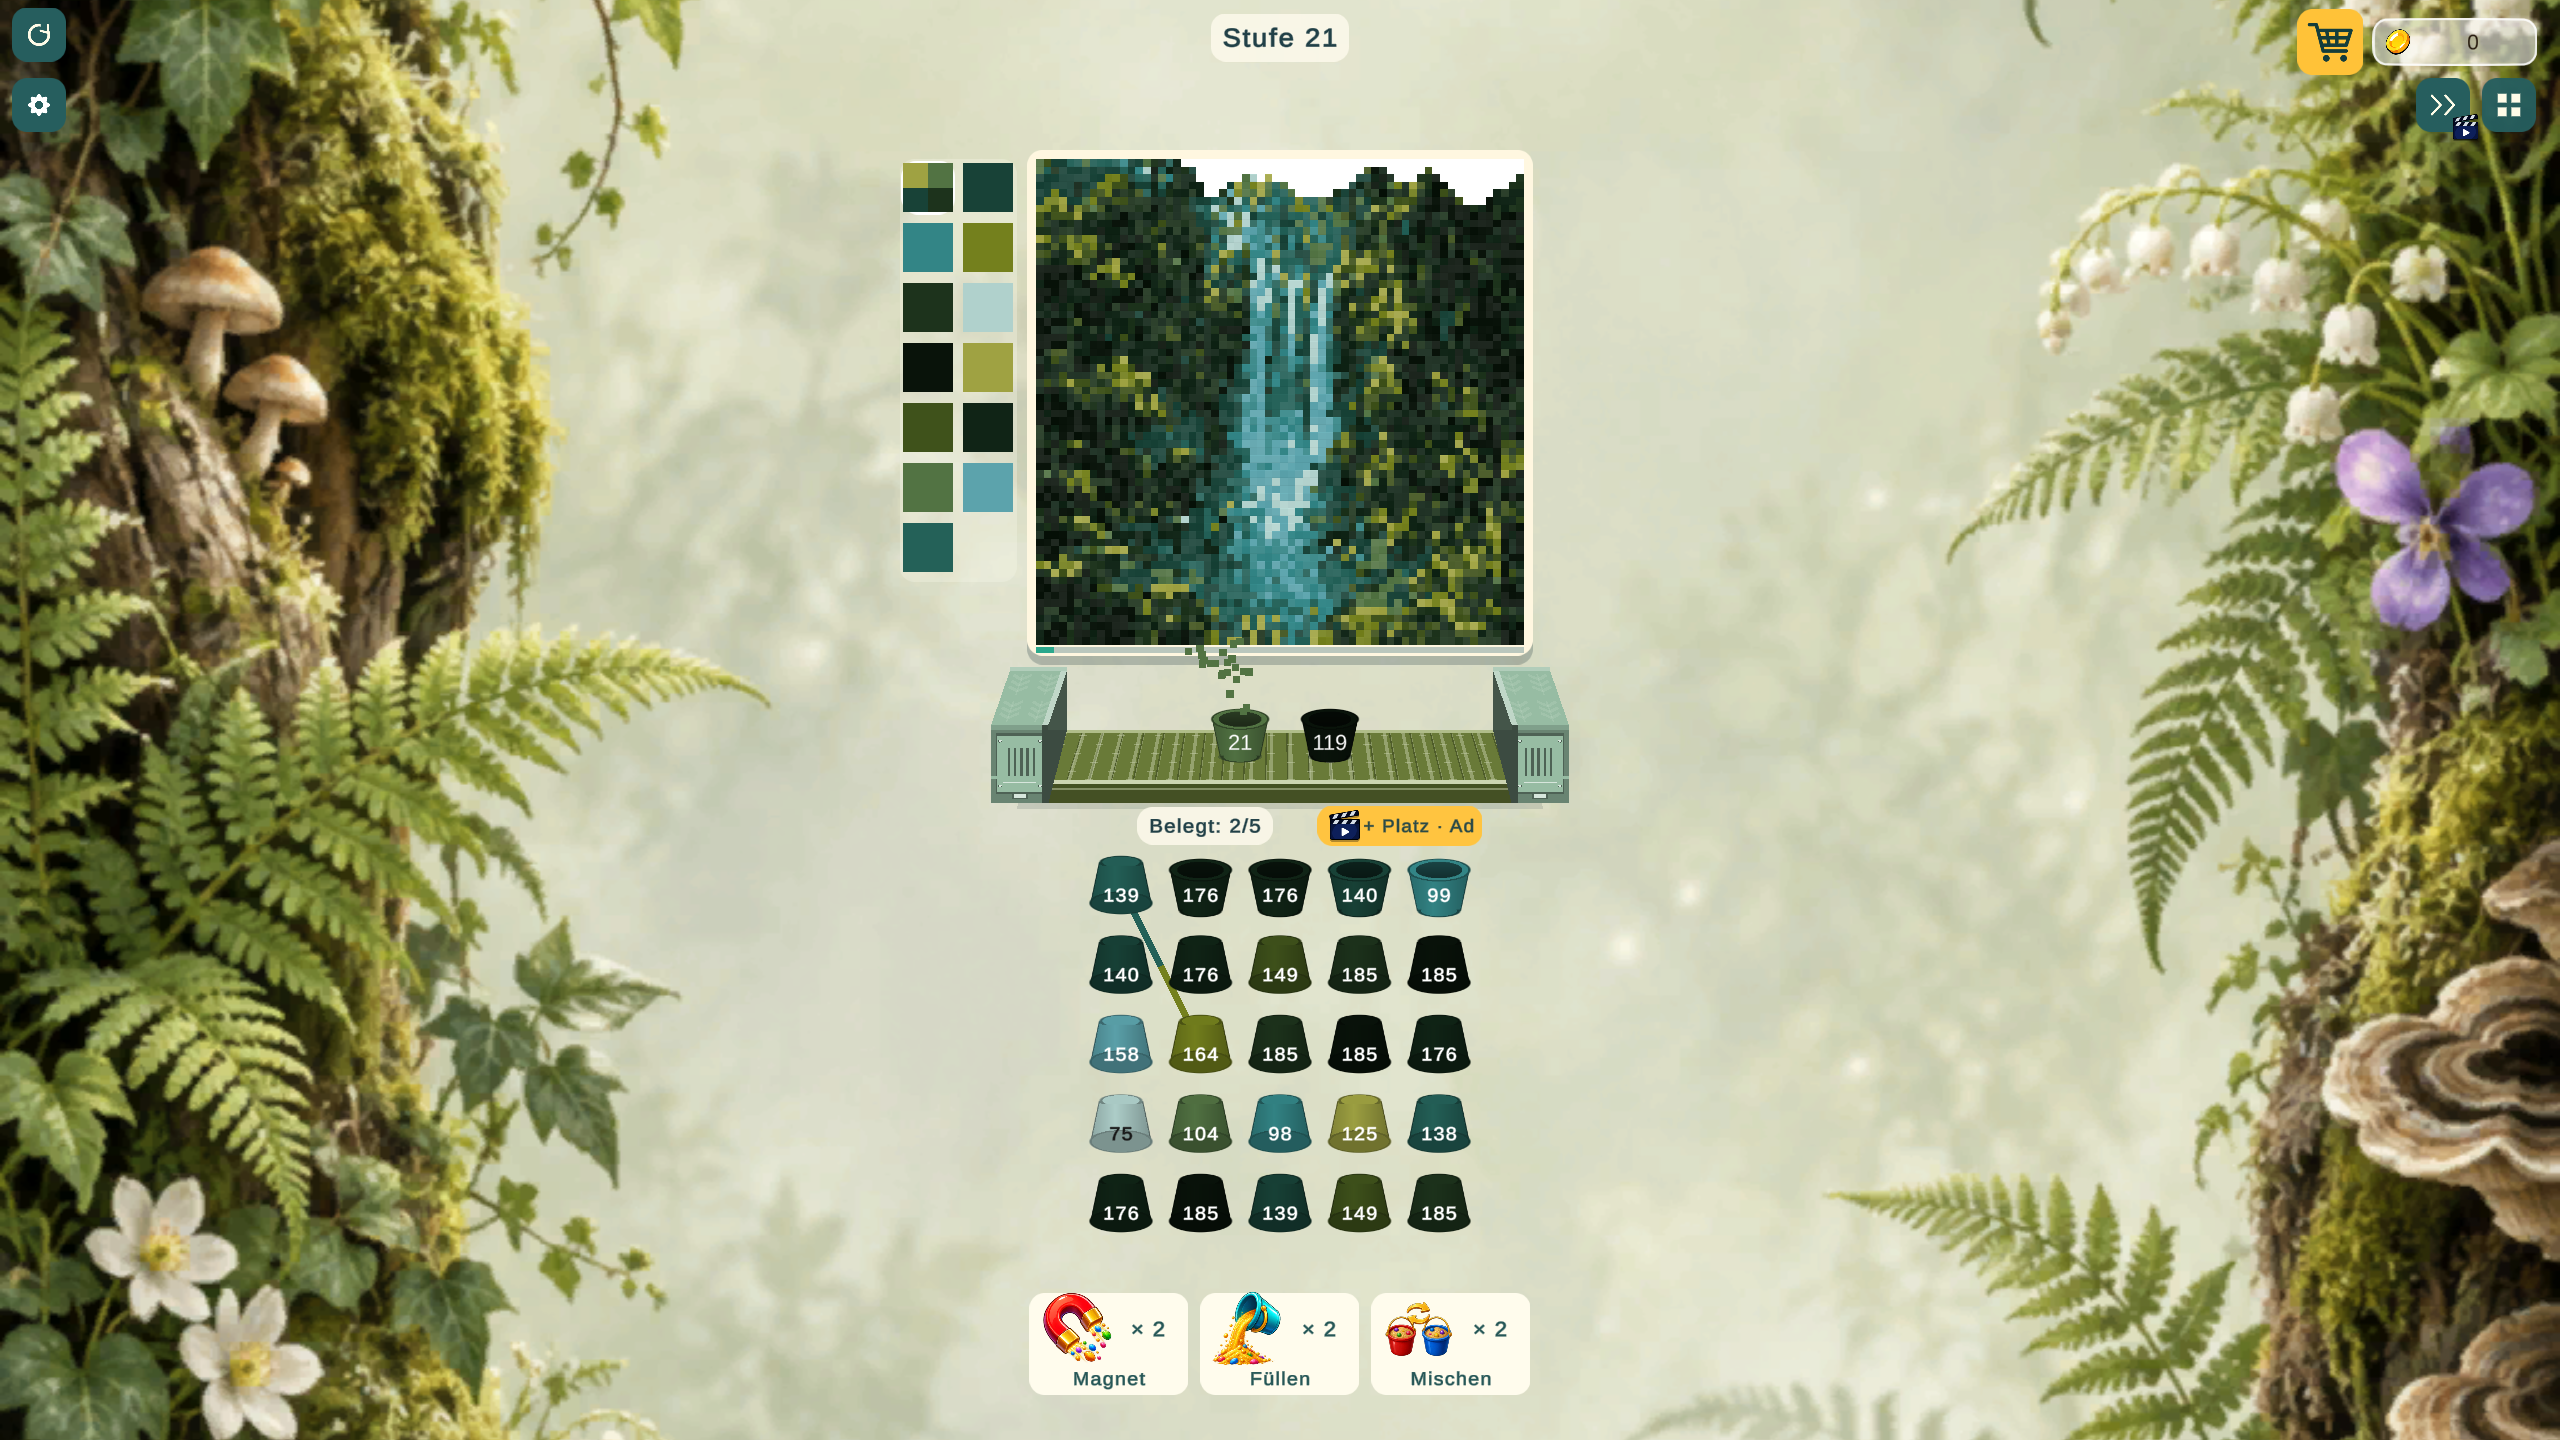 Stufe 21
0
21 119
Belegt: 2/5
+ Platz · Ad
139 176 176 140 99
140 176 149 185 185
158 164 185 185 176
75 104 98 125 138
176 185 139 149 185
× 2 × 2 × 2
Magnet Füllen Mischen